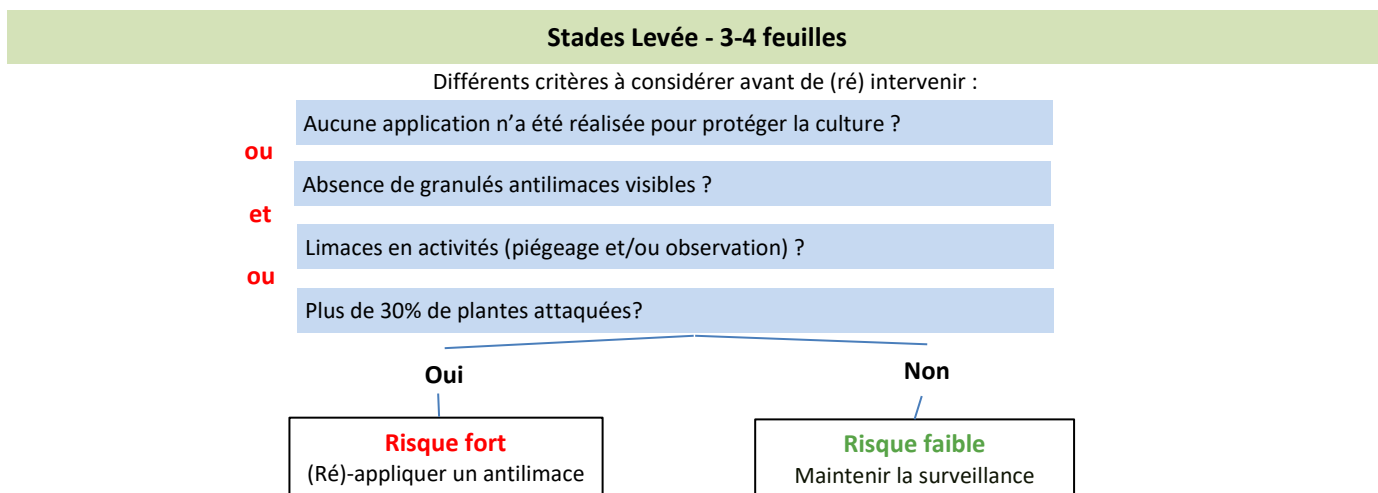 Stades Levée - 3-4 feuilles
Différents critères à considérer avant de (ré) intervenir :
Aucune application n’a été réalisée pour protéger la culture ?
ou
Absence de granulés antilimaces visibles ?
et
Limaces en activités (piégeage et/ou observation) ?
ou
Plus de 30% de plantes attaquées?
Oui
Non
Risque fort
(Ré)-appliquer un antilimace
Risque faible
Maintenir la surveillance